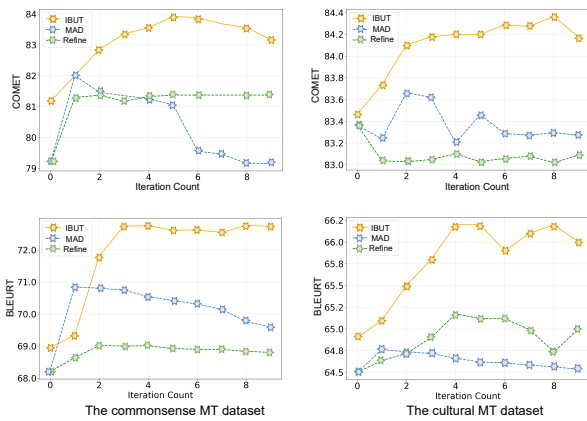 84
83
82
81
80
79
COMET
IBUT
MAD
Refine
0
2
4
6
8
Iteration Count
84.4
84.2
84.0
83.8
83.6
83.4
83.2
83.0
COMET
IBUT
MAD
Refine
0
2
4
6
8
Iteration Count
72.0
71.0
70.0
69.0
68.0
BLEURT
IBUT
MAD
Refine
0
2
4
6
8
Iteration Count
The commonsense MT dataset
66.2
66.0
65.8
65.5
65.2
65.0
64.8
64.5
BLEURT
IBUT
MAD
Refine
0
2
4
6
8
Iteration Count
The cultural MT dataset